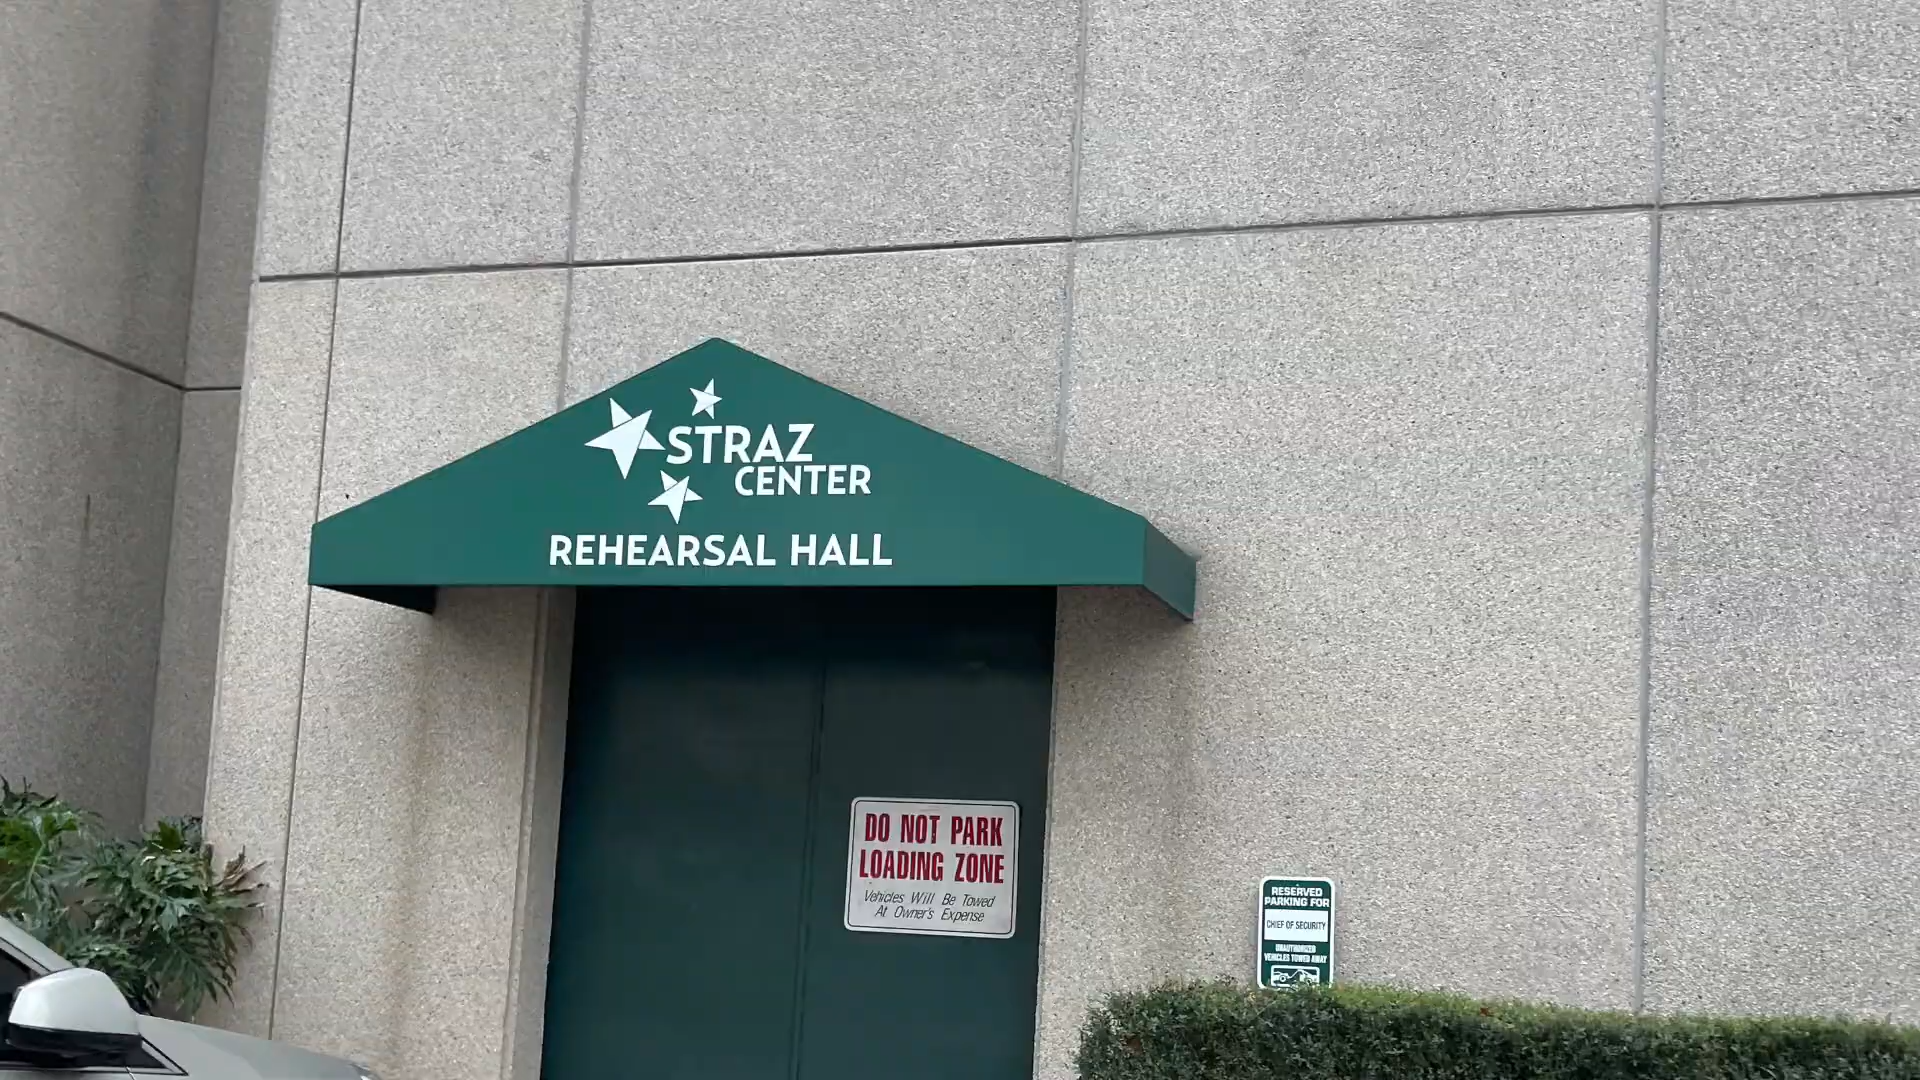 STRAZ
CENTER
REHEARSAL HALL
DO NOT PARK
LOADING ZONE
Vehicles Will Be Towed
At Owner's Expense
RESERVED
PARKING FOR
CHIEF OF SECURITY
UNAUTHORIZED
VEHICLES TOWED AWAY